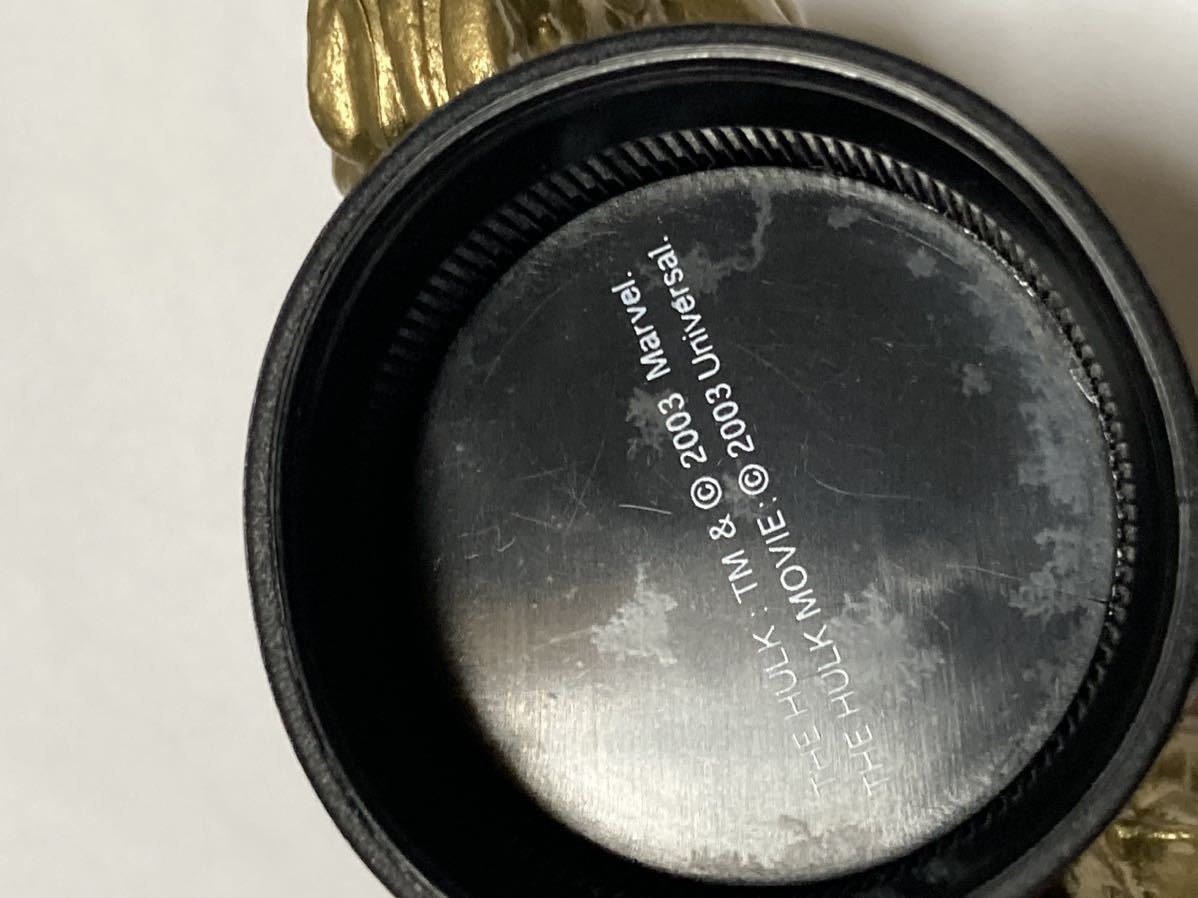 THE HULK : TM & © 2003 Marvel.
THE HULK MOVIE : © 2003 Universal.